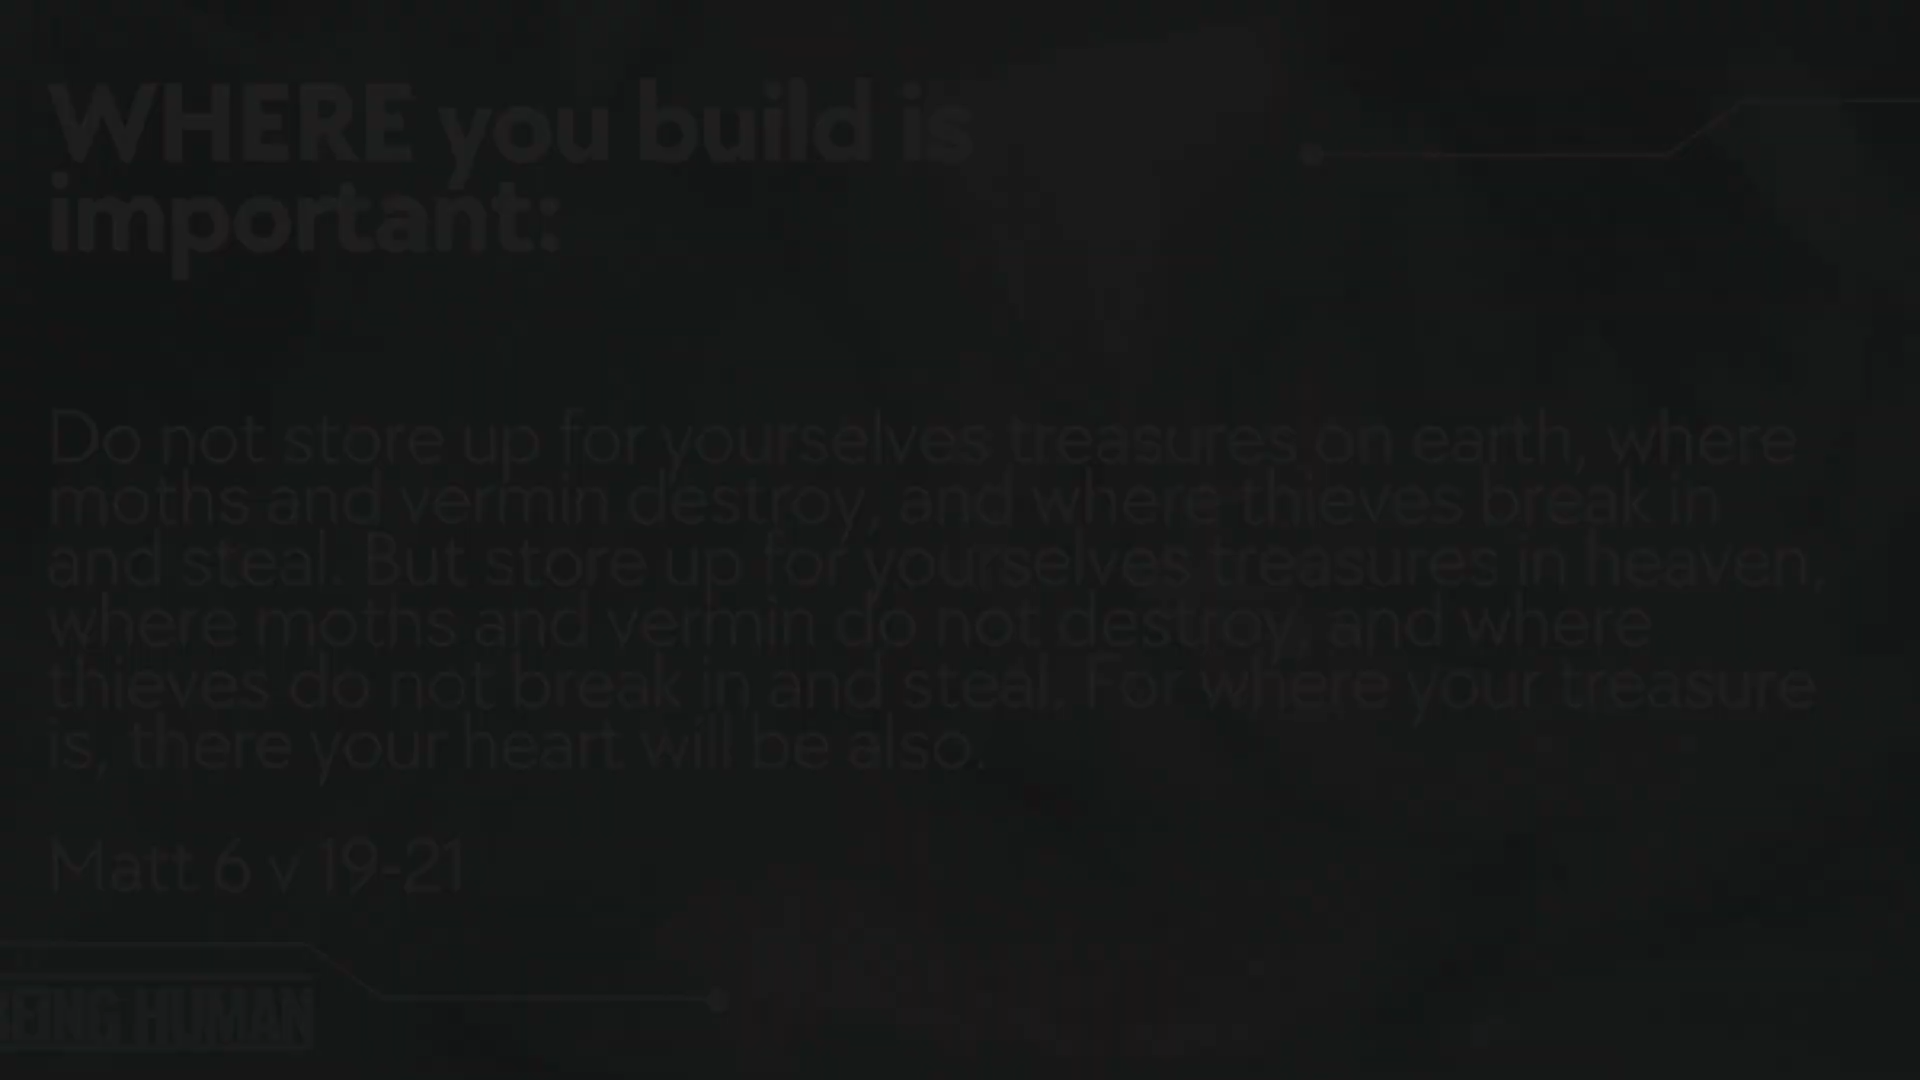 WHERE you build is
important:
Do not store up for yourselves treasures on earth, where
moths and vermin destroy, and where thieves break in
and steal. But store up for yourselves treasures in heaven,
where moths and vermin do not destroy, and where
thieves do not break in and steal. For where your treasure
is, there your heart will be also.
Matt 6 v 19-21
BEING HUMAN